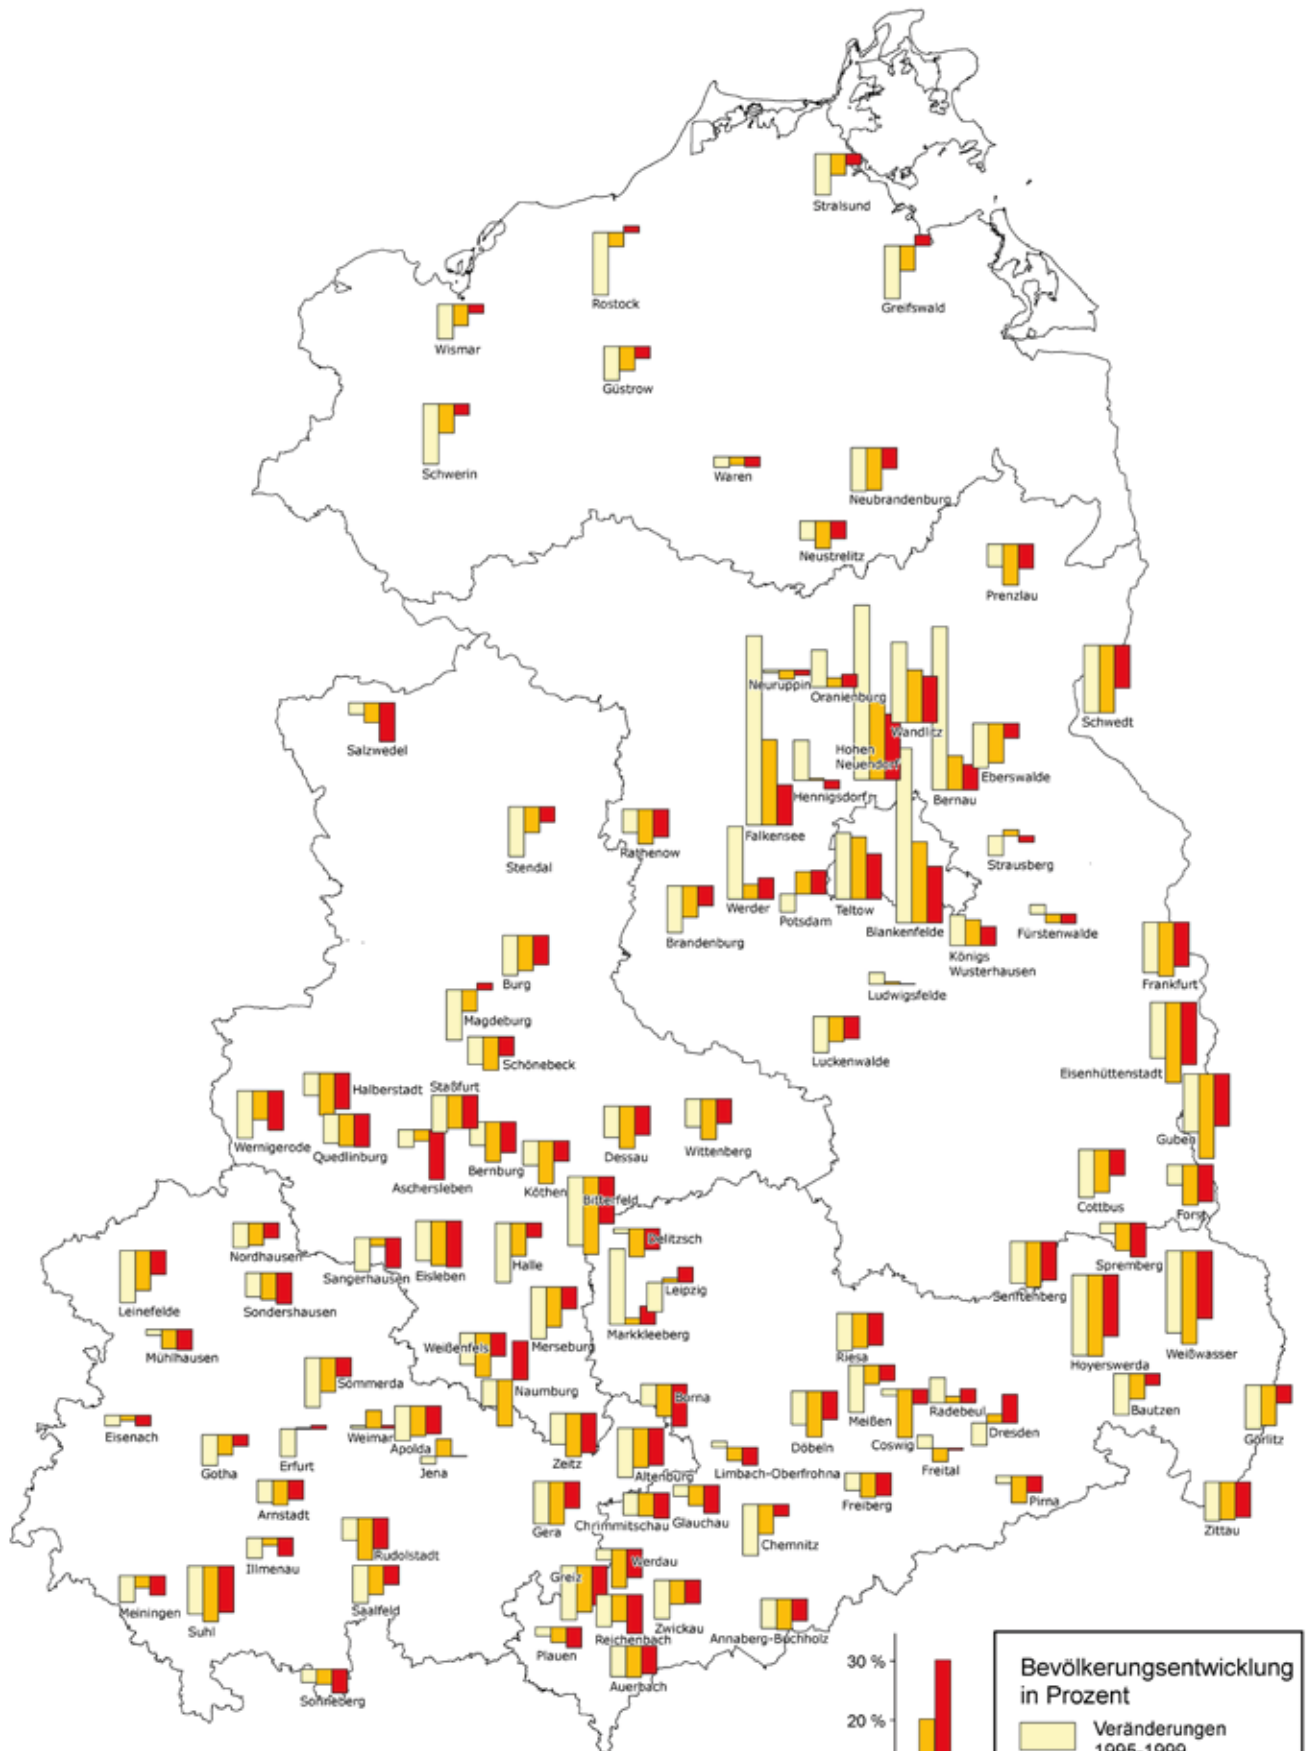 Stralsund
Rostock
Greifswald
Wismar
Güstrow
Schwerin
Waren
Neubrandenburg
Neustrelitz
Prenzlau
Neuruppin
Oranienburg
Schwedt
Wandlitz
Salzwedel
Hohen
Neuendorf
Eberswalde
Hennigsdorf
Bernau
Falkensee
Rathenow
Stendal
Strausberg
Werder
Potsdam
Teltow
Blankenfelde
Fürstenwalde
Brandenburg
Königs
Wusterhausen
Burg
Frankfurt
Ludwigsfelde
Magdeburg
Luckenwalde
Schönebeck
Eisenhüttenstadt
Halberstadt
Staßfurt
Guben
Wernigerode
Quedlinburg
Dessau
Wittenberg
Bernburg
Aschersleben
Köthen
Bitterfeld
Cottbus
Forst
Delitzsch
Nordhausen
Sangerhausen
Eisleben
Halle
Spremberg
Leipzig
Senftenberg
Leinefelde
Sondershausen
Markkleeberg
Mühlhausen
Weißenfels
Merseburg
Riesa
Hoyerswerda
Weißwasser
Sömmerda
Naumburg
Borna
Meißen
Radebeul
Bautzen
Eisenach
Weimar
Apolda
Döbeln
Coswig
Dresden
Görlitz
Gotha
Erfurt
Jena
Zeitz
Altenburg
Limbach-Oberfrohna
Freital
Arnstadt
Gera
Chrimmitschau
Glauchau
Freiberg
Pirna
Zittau
Chemnitz
Rudolstadt
Illmenau
Werdau
Greiz
Meiningen
Saalfeld
Suhl
Zwickau
Reichenbach
Annaberg-Buchholz
Plauen
Auerbach
Sonneberg
30 %
20 %
Bevölkerungsentwicklung
in Prozent
Veränderungen
1995-1999